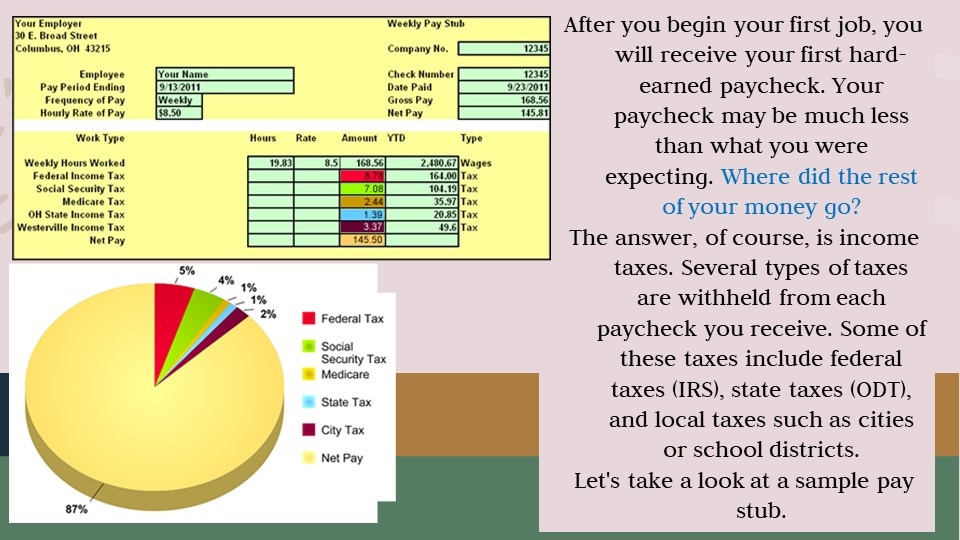 Your Employer Weekly Pay Stub
30 E. Broad Street
Columbus, OH 43215 Company No. 12345
Employee Your Name Check Number 12345
Pay Period Ending 9/13/2011 Date Paid 9/23/2011
Frequency of Pay Weekly Gross Pay 168.56
Hourly Rate of Pay $8.50 Net Pay 145.81
Work Type Hours Rate Amount YTD Type
Weekly Hours Worked 19.83 8.5 168.56 2,480.67 Wages
Federal Income Tax 8.78 164.00 Tax
Social Security Tax 7.08 104.19 Tax
Medicare Tax 2.44 35.97 Tax
OH State Income Tax 1.39 20.85 Tax
Westerville Income Tax 3.37 49.6 Tax
Net Pay 145.50
5%
4%
1%
1%
2%
87%
Federal Tax
Social
Security Tax
Medicare
State Tax
City Tax
Net Pay
After you begin your first job, you
will receive your first hard-
earned paycheck. Your
paycheck may be much less
than what you were
expecting. Where did the rest
of your money go?
The answer, of course, is income
taxes. Several types of taxes
are withheld from each
paycheck you receive. Some of
these taxes include federal
taxes (IRS), state taxes (ODT),
and local taxes such as cities
or school districts.
Let's take a look at a sample pay
stub.